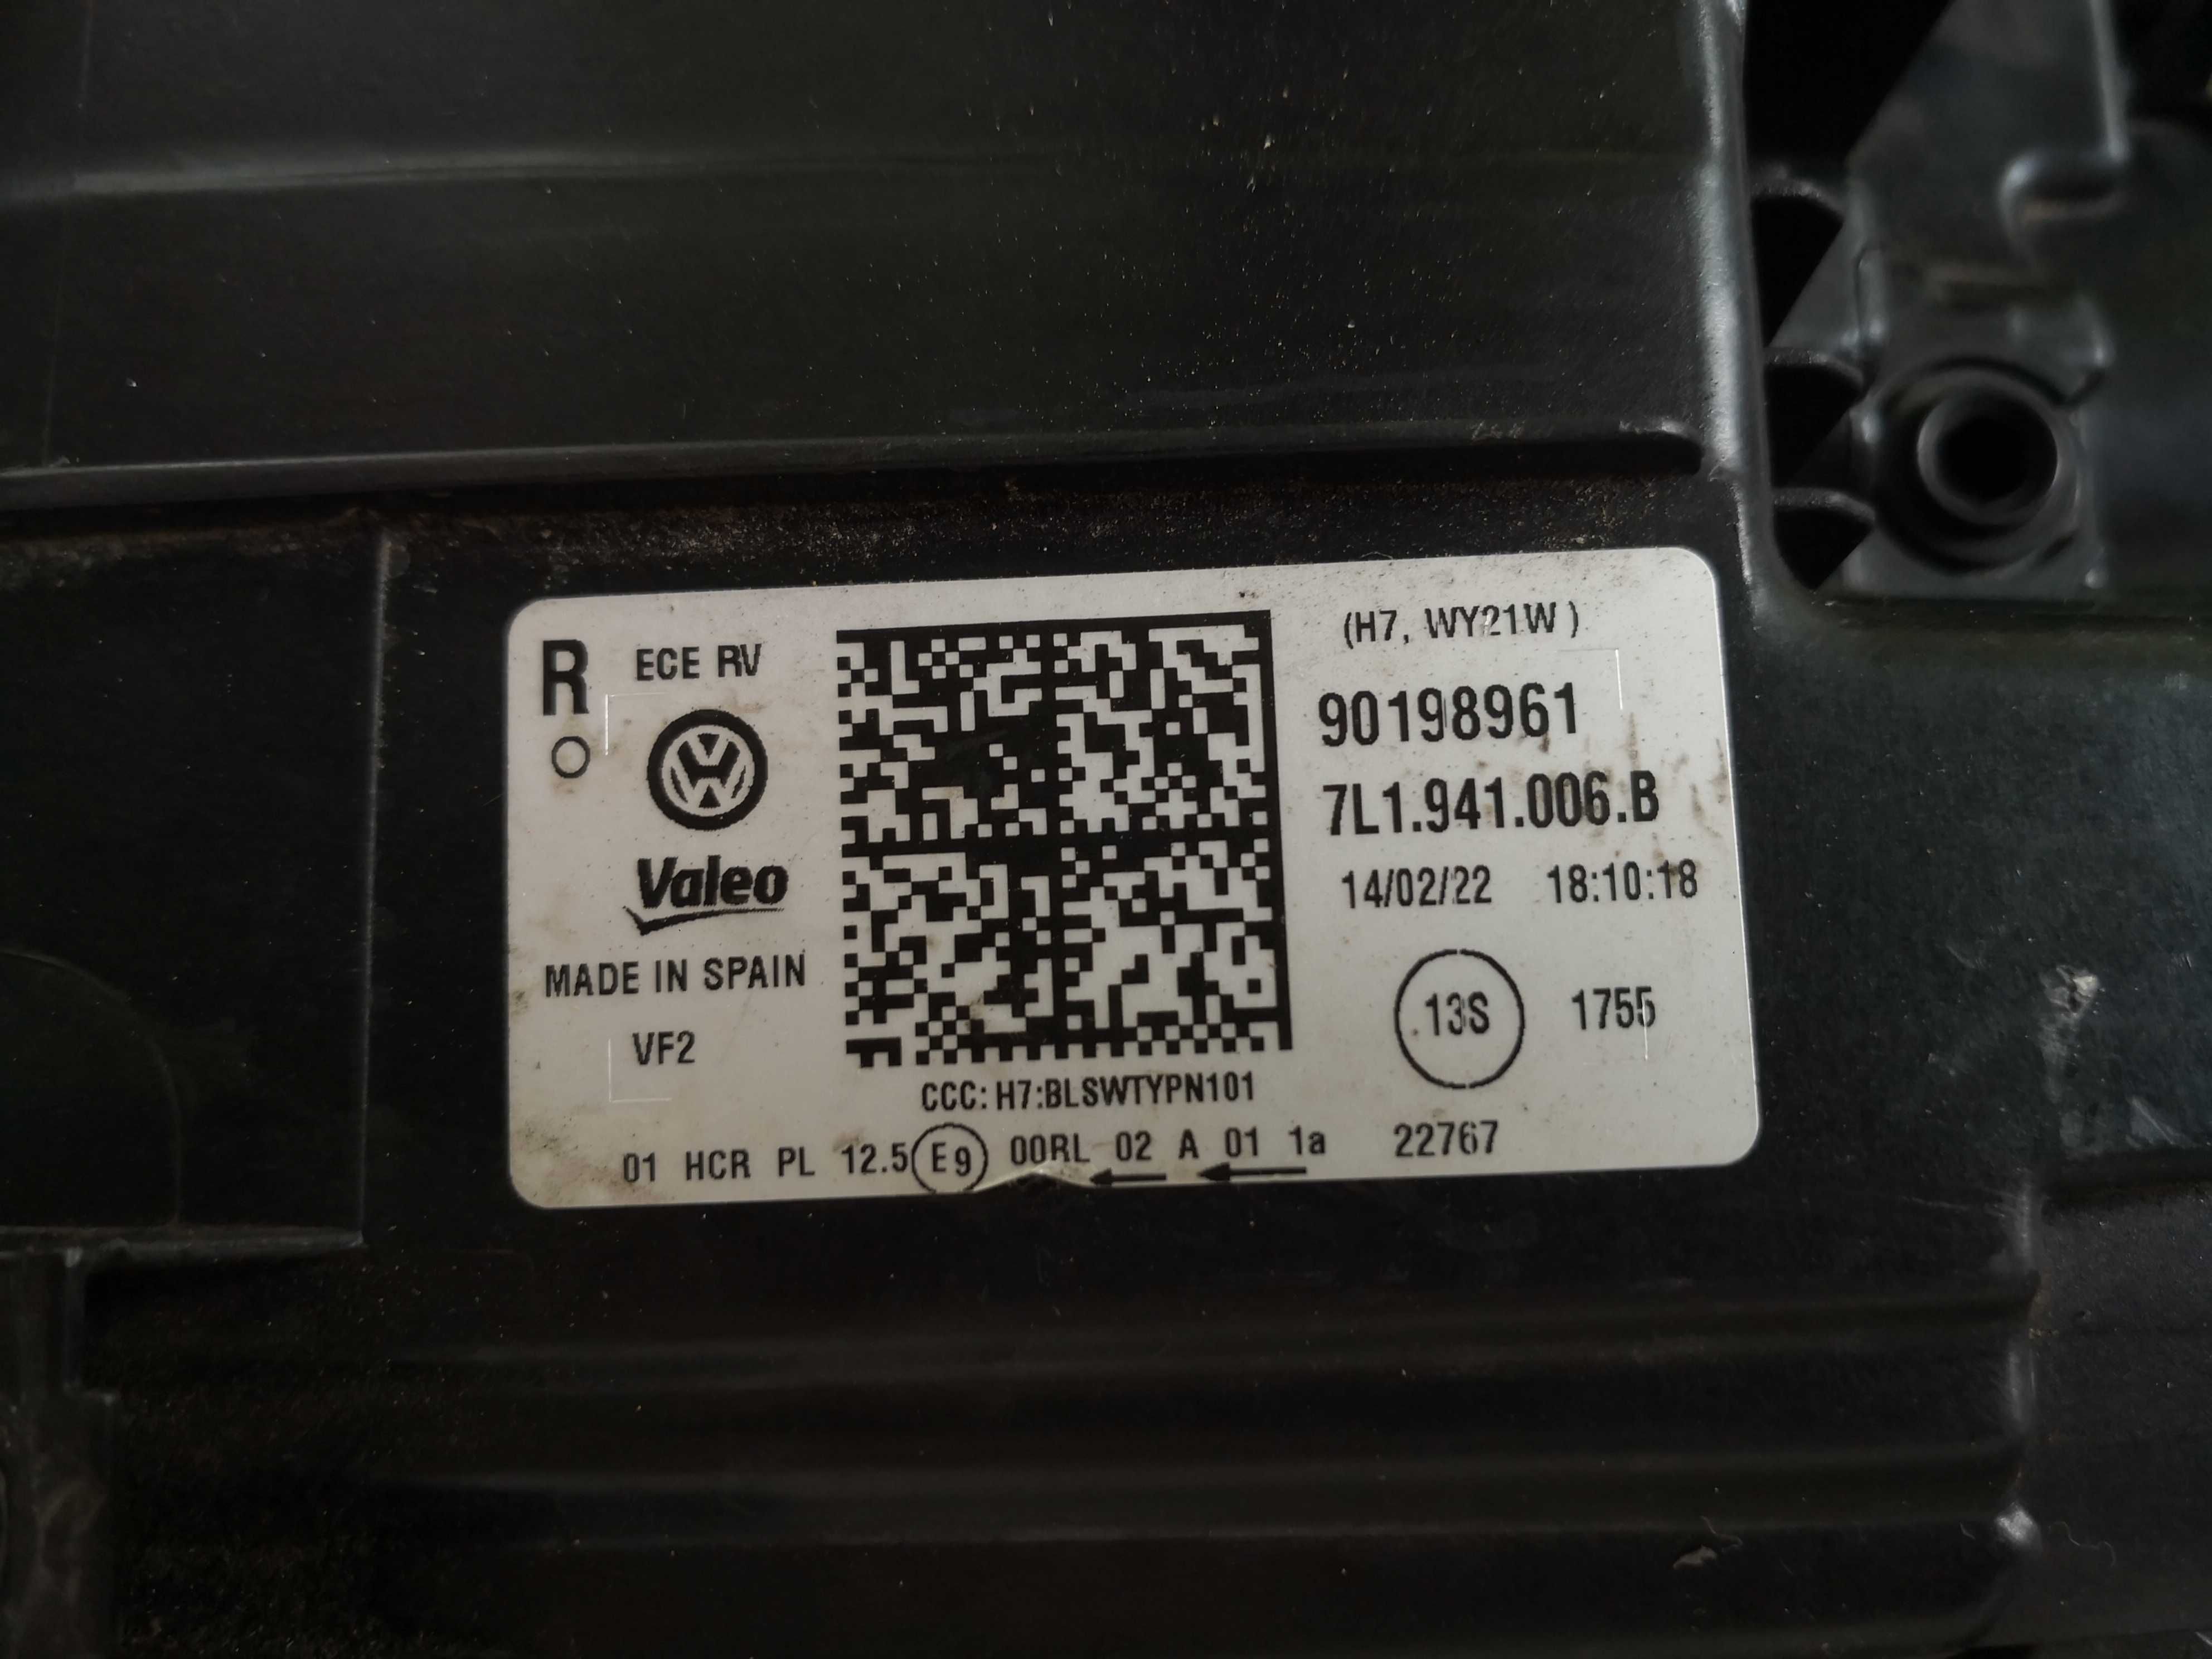 R ECE RV
(H7, WY21W )
90198961
7L1.941.006.B
Valeo
14/02/22 18:10:18
MADE IN SPAIN
13S 1755
VF2
CCC: H7:BLSWTYPN101
01 HCR PL 12.5 E9 00RL 02 A 01 1a 22767